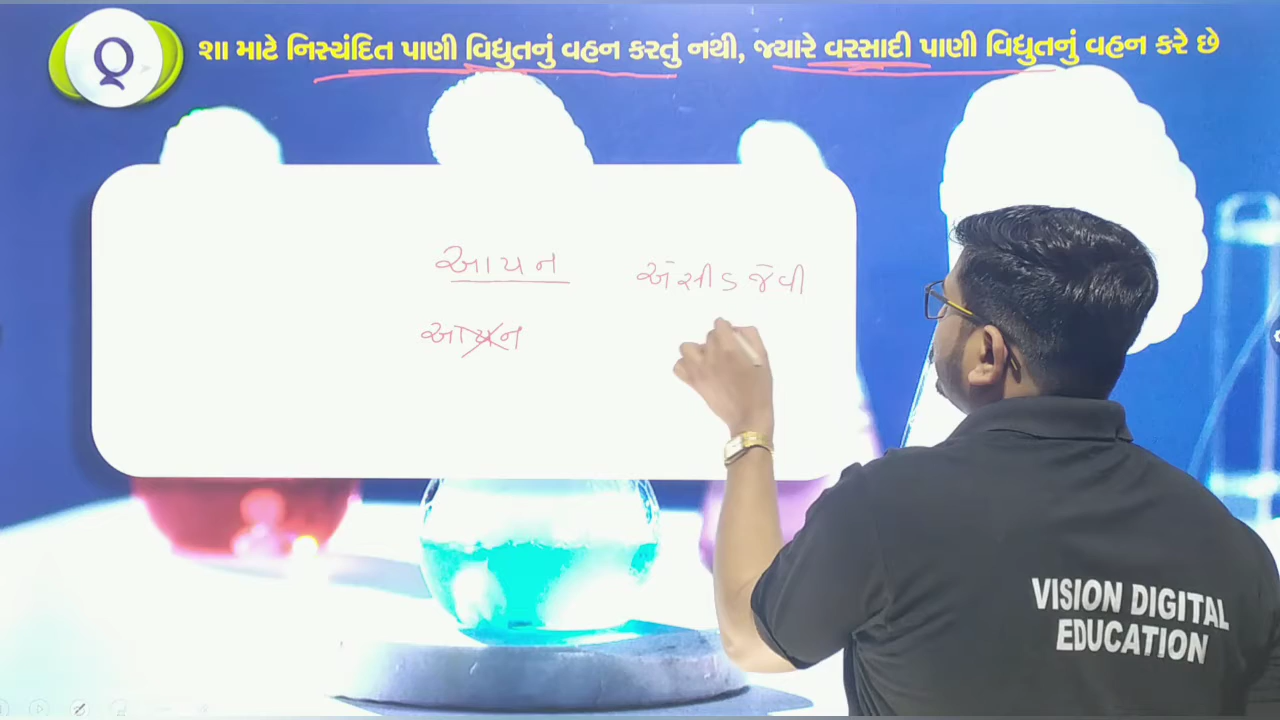 Q
શા માટે નિસ્યંદિત પાણી વિદ્યુતનું વહન કરતું નથી, જ્યારે વરસાદી પાણી વિદ્યુતનું વહન કરે છે
આયન
એસીડ જેવી
આયન
VISION DIGITAL
EDUCATION